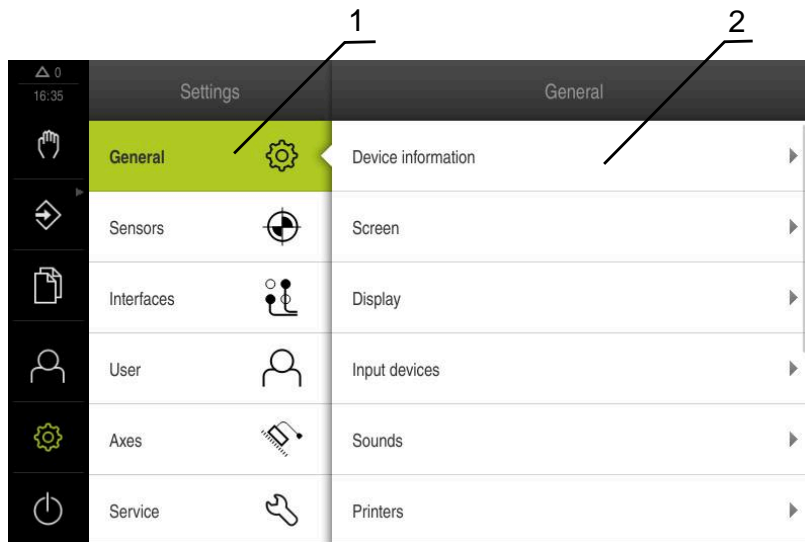 1 2
0
16:35
Settings
General
General
Device information
Sensors
Screen
Interfaces
Display
User
Input devices
Axes
Sounds
Service
Printers